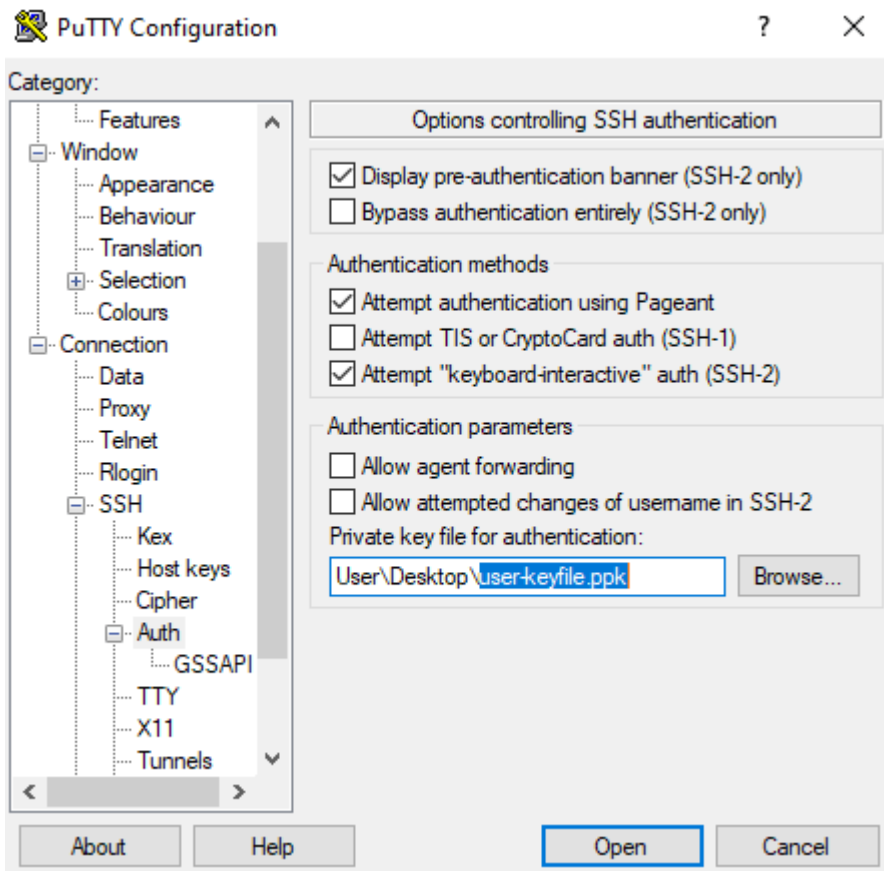 PuTTY Configuration
?
Category:
Features
Window
Appearance
Behaviour
Translation
Selection
Colours
Connection
Data
Proxy
Telnet
Rlogin
SSH
Kex
Host keys
Cipher
Auth
GSSAPI
TTY
X11
Tunnels
Options controlling SSH authentication
Display pre-authentication banner (SSH-2 only)
Bypass authentication entirely (SSH-2 only)
Authentication methods
Attempt authentication using Pageant
Attempt TIS or CryptoCard auth (SSH-1)
Attempt "keyboard-interactive" auth (SSH-2)
Authentication parameters
Allow agent forwarding
Allow attempted changes of username in SSH-2
Private key file for authentication:
User\Desktop\user-keyfile.ppk
Browse...
About
Help
Open
Cancel